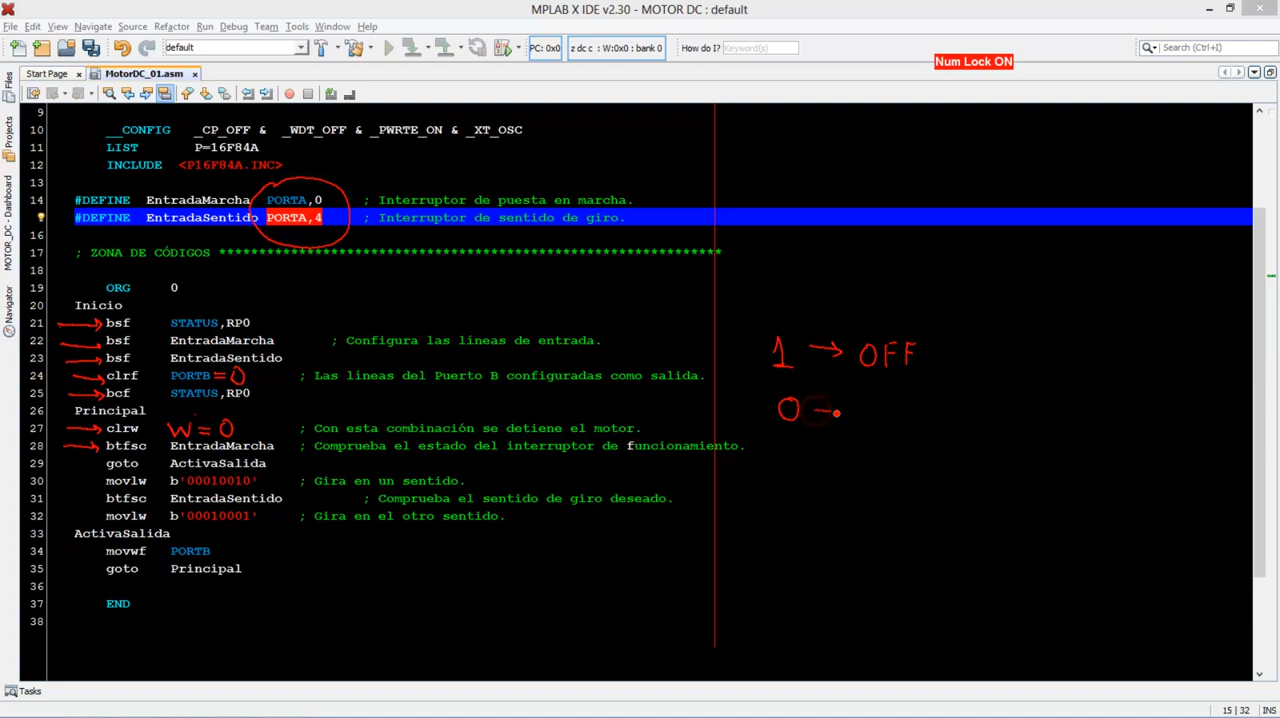 MPLAB X IDE v2.30 - MOTOR DC : default
File Edit View Navigate Source Refactor Run Debug Team Tools Window Help
default PC: 0x0 z dc c : W:0x0 : bank 0 How do I? Keyword(s) Search (Ctrl+I)
Num Lock ON
Start Page MotorDC_01.asm
Files
Projects
MOTOR_DC - Dashboard
Navigator
9
10 __CONFIG _CP_OFF & _WDT_OFF & _PWRTE_ON & _XT_OSC
11 LIST P=16F84A
12 INCLUDE <P16F84A.INC>
13
14 #DEFINE EntradaMarcha PORTA,0 ; Interruptor de puesta en marcha.
#DEFINE EntradaSentido PORTA,4 ; Interruptor de sentido de giro.
16
17 ; ZONA DE CÓDIGOS ***************************************************************
18
19 ORG 0
20 Inicio
21 bsf STATUS,RP0
22 bsf EntradaMarcha ; Configura las líneas de entrada.
23 bsf EntradaSentido
24 clrf PORTB = 0 ; Las líneas del Puerto B configuradas como salida.
25 bcf STATUS,RP0
26 Principal
27 clrw W = 0 ; Con esta combinación se detiene el motor.
28 btfsc EntradaMarcha ; Comprueba el estado del interruptor de funcionamiento.
29 goto ActivaSalida
30 movlw b'00010010' ; Gira en un sentido.
31 btfsc EntradaSentido ; Comprueba el sentido de giro deseado.
32 movlw b'00010001' ; Gira en el otro sentido.
33 ActivaSalida
34 movwf PORTB
35 goto Principal
36
37 END
38
1 → OFF
0 –
Tasks
15 | 32 INS